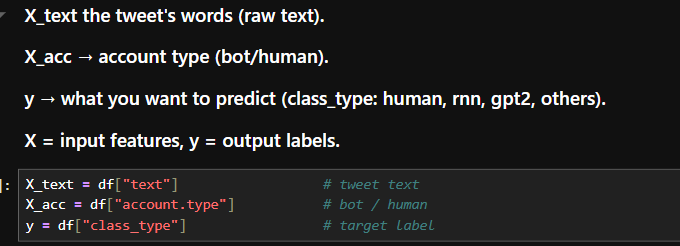 X_text the tweet's words (raw text).
X_acc → account type (bot/human).
y → what you want to predict (class_type: human, rnn, gpt2, others).
X = input features, y = output labels.
]: X_text = df["text"] # tweet text
X_acc = df["account.type"] # bot / human
y = df["class_type"] # target label